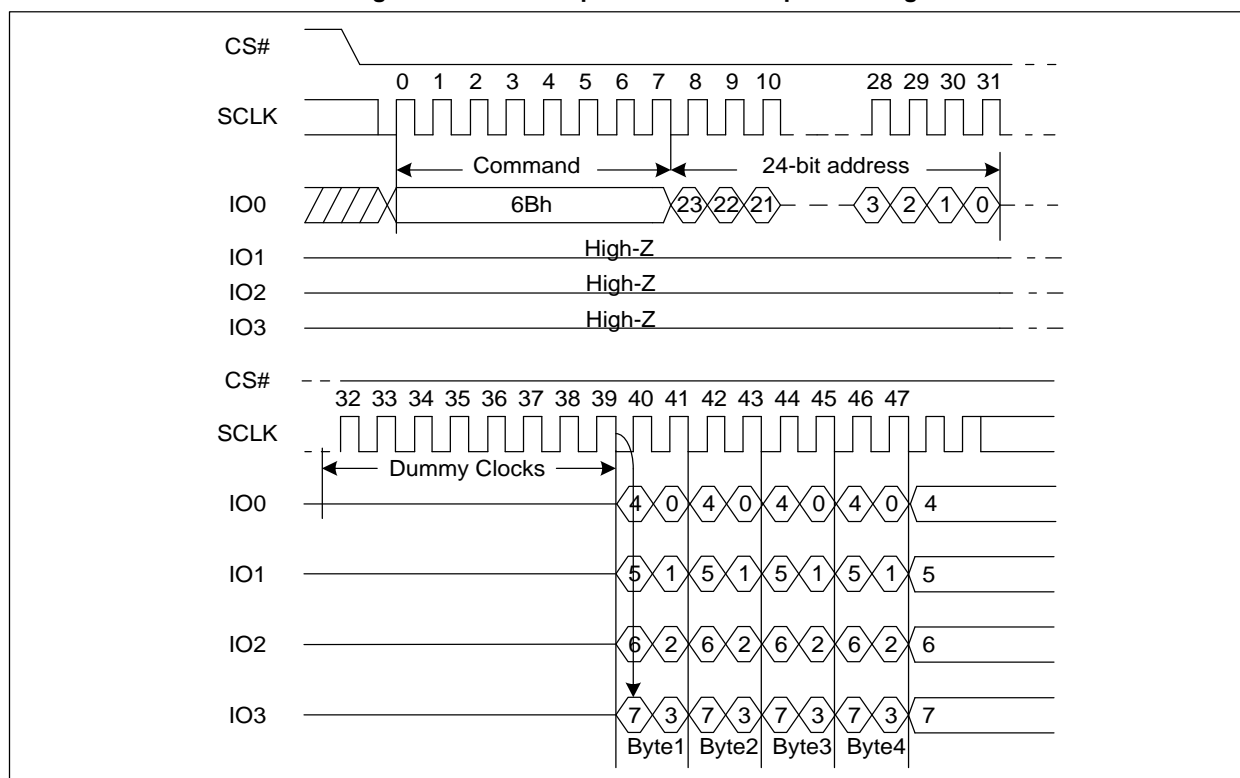 CS#
0 1 2 3 4 5 6 7 8 9 10 28 29 30 31
SCLK
Command 24-bit address
IO0 6Bh 23 22 21 3 2 1 0
IO1 High-Z
IO2 High-Z
IO3 High-Z
CS#
32 33 34 35 36 37 38 39 40 41 42 43 44 45 46 47
SCLK
Dummy Clocks
IO0 4 0 4 0 4 0 4 0 4
IO1 5 1 5 1 5 1 5 1 5
IO2 6 2 6 2 6 2 6 2 6
IO3 7 3 7 3 7 3 7 3 7
Byte1 Byte2 Byte3 Byte4